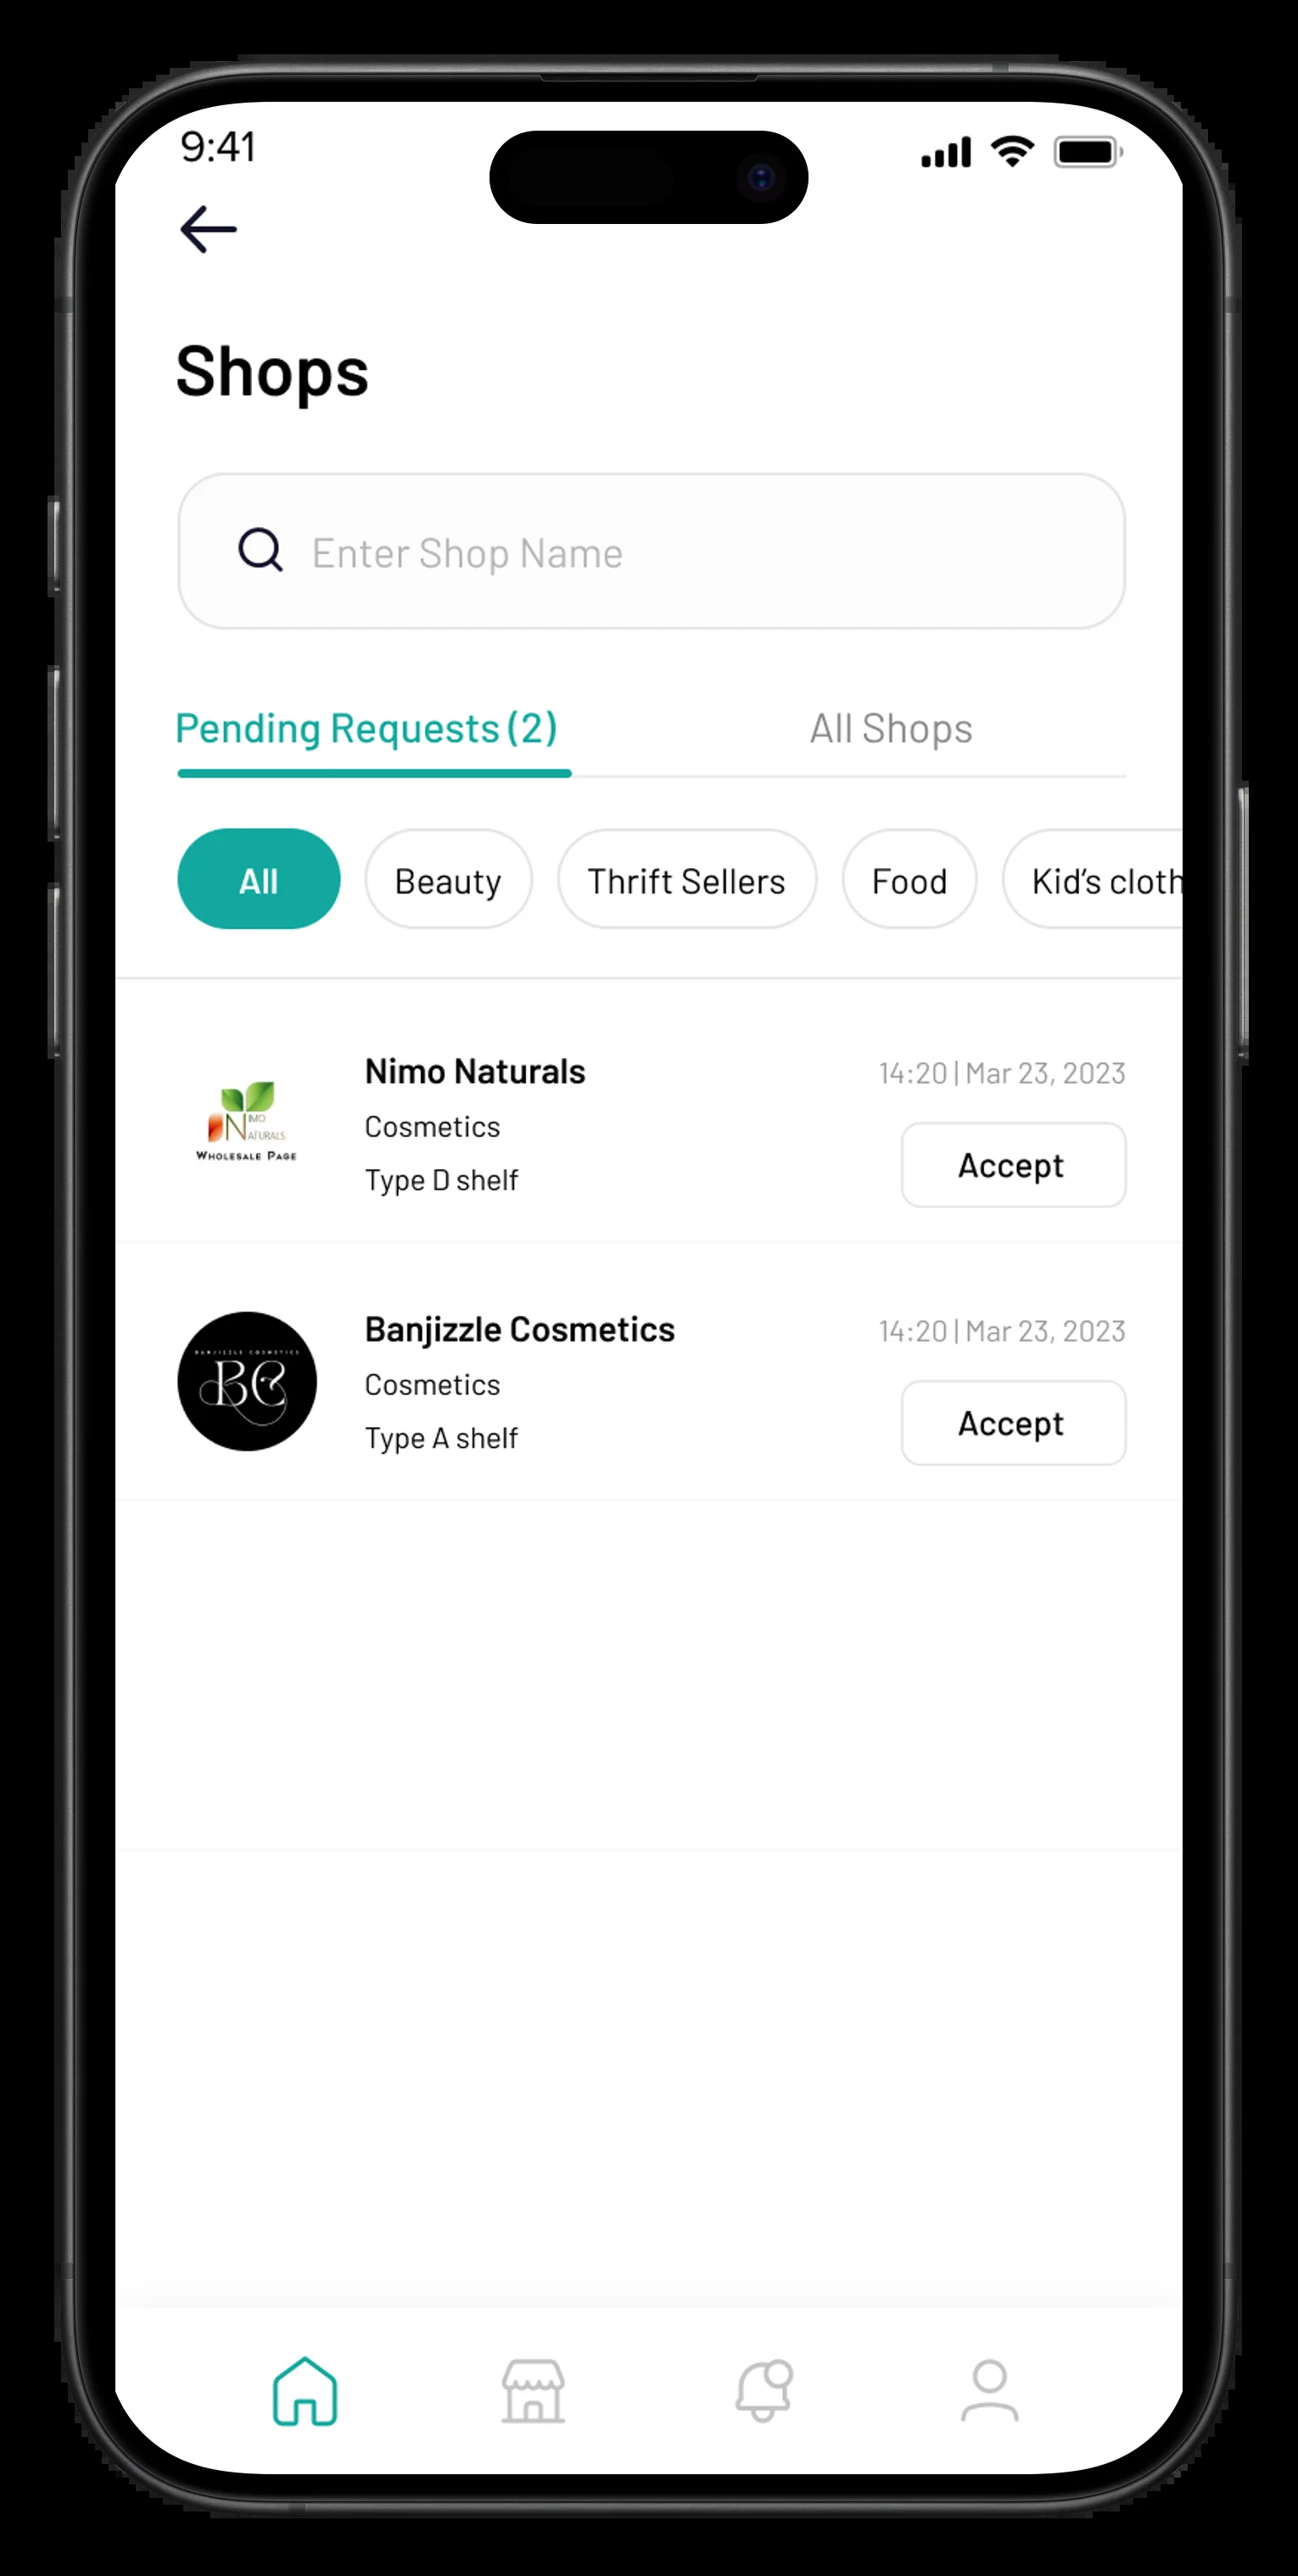 9:41
Shops
Enter Shop Name
Pending Requests (2)
All Shops
All
Beauty
Thrift Sellers
Food
Kid's cloth
NIMO
NATURALS
WHOLESALE PAGE
Nimo Naturals
Cosmetics
Type D shelf
14:20 | Mar 23, 2023
Accept
BANJIZZLE COSMETICS
BC
Banjizzle Cosmetics
Cosmetics
Type A shelf
14:20 | Mar 23, 2023
Accept